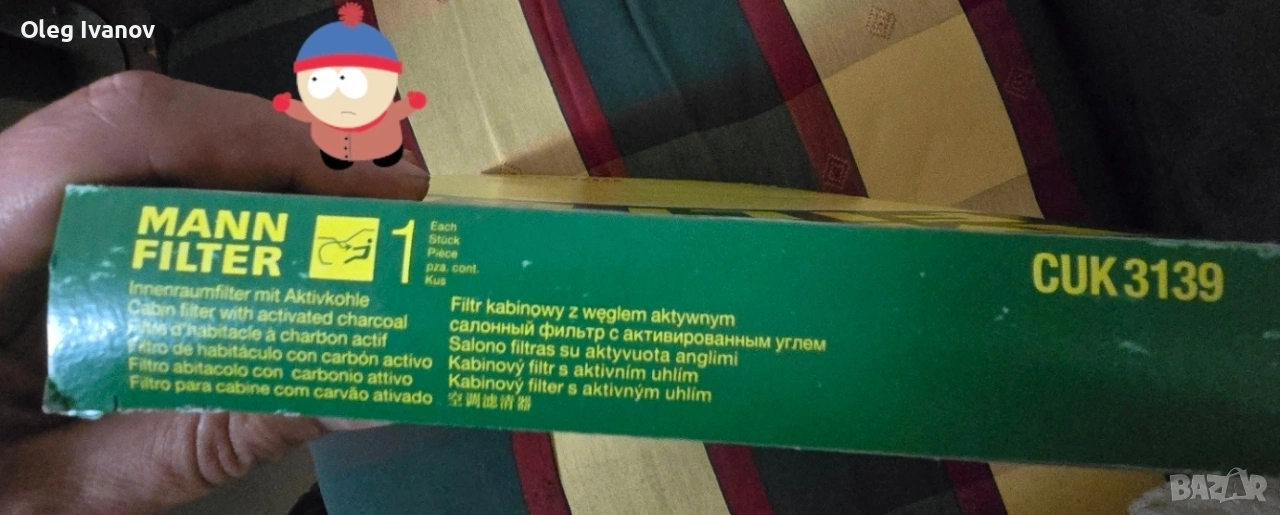 Oleg Ivanov
MANN
FILTER
1
Each
Stück
Pièce
pza. cont.
Kus
CUK 3139
Innenraumfilter mit Aktivkohle
Cabin filter with activated charcoal
Filtre d'habitacle à charbon actif
Filtro de habitáculo con carbón activo
Filtro abitacolo con carbonio attivo
Filtro para cabine com carvão ativado
Filtr kabinowy z węglem aktywnym
салонный фильтр с активированным углем
Salono filtras su aktyvuota anglimi
Kabinový filtr s aktivním uhlím
Kabinový filter s aktivným uhlím
空调滤清器
BAZAR